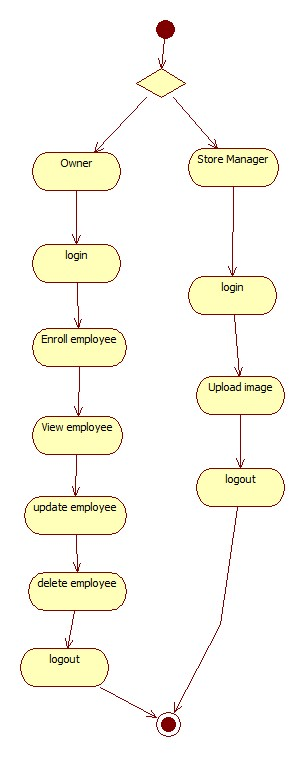 Owner
Store Manager
login
login
Enroll employee
Upload image
View employee
logout
update employee
delete employee
logout